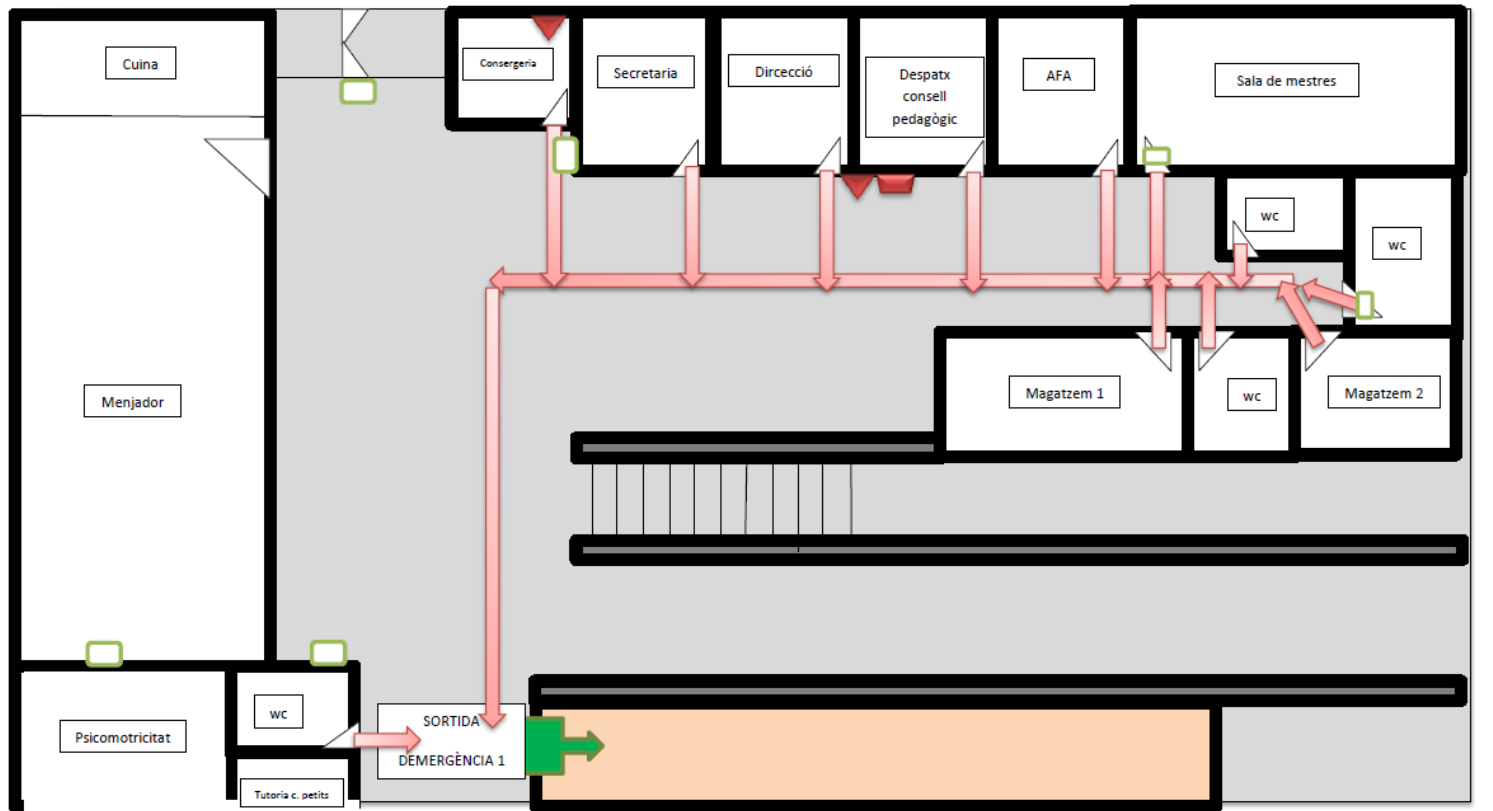 Cuina
Consergeria
Secretaria
Dircecció
Despatx
consell
pedagògic
AFA
Sala de mestres
wc
wc
Menjador
Magatzem 1
wc
Magatzem 2
wc
Psicomotricitat
SORTIDA
DEMERGÈNCIA 1
Tutoria c. petits